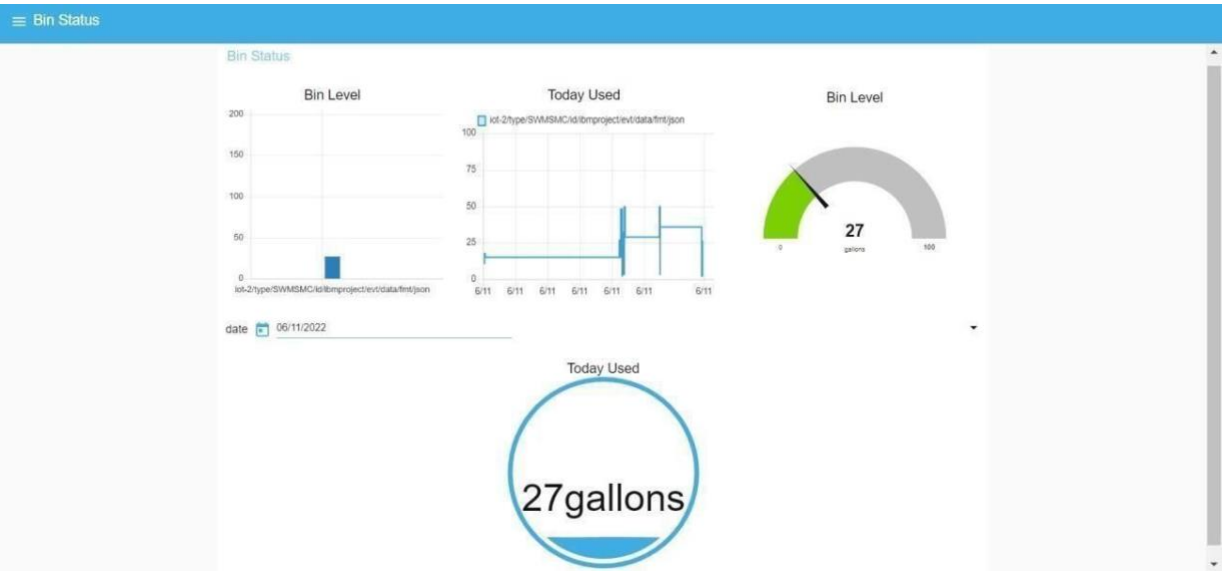 Bin Status
Bin Status
Bin Level
200
150
100
50
0
iot-2/type/SWMSMC/id/ibmproject/evt/data/fmt/json
Today Used
iot-2/type/SWMSMC/id/ibmproject/evt/data/fmt/json
100
75
50
25
0
6/11 6/11 6/11 6/11 6/11 6/11 6/11
Bin Level
27
gallons
0 100
date 06/11/2022
Today Used
27gallons